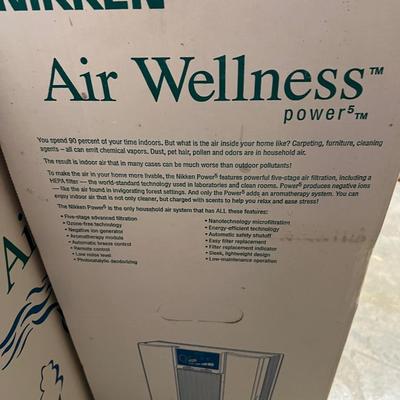 NIKKEN
Air Wellness™
power5™
You spend 90 percent of your time indoors. But what is the air inside your home like? Carpeting, furniture, cleaning
agents – all can emit chemical vapors. Dust, pet hair, pollen and odors are in household air.
The result is indoor air that in many cases can be much worse than outdoor pollutants!
To make the air in your home more livable, the Nikken Power5 features powerful five-stage air filtration, including a
HEPA filter — the world-standard technology used in laboratories and clean rooms. Power5 produces negative ions
– like the air found in invigorating forest settings. And only the Power5 adds an aromatherapy system. You can
enjoy indoor air that is not only cleaner, but charged with scents to help you relax and ease stress!
The Nikken Power5 is the only household air system that has ALL these features:
• Five-stage advanced filtration
• Ozone-free technology
• Negative ion generator
• Aromatherapy module
• Automatic breeze control
• Remote control
• Low noise level
• Photocatalytic deodorizing
• Nanotechnology microfiltration
• Energy-efficient technology
• Automatic safety shutoff
• Easy filter replacement
• Filter replacement indicator
• Sleek, lightweight design
• Low-maintenance operation
Ai